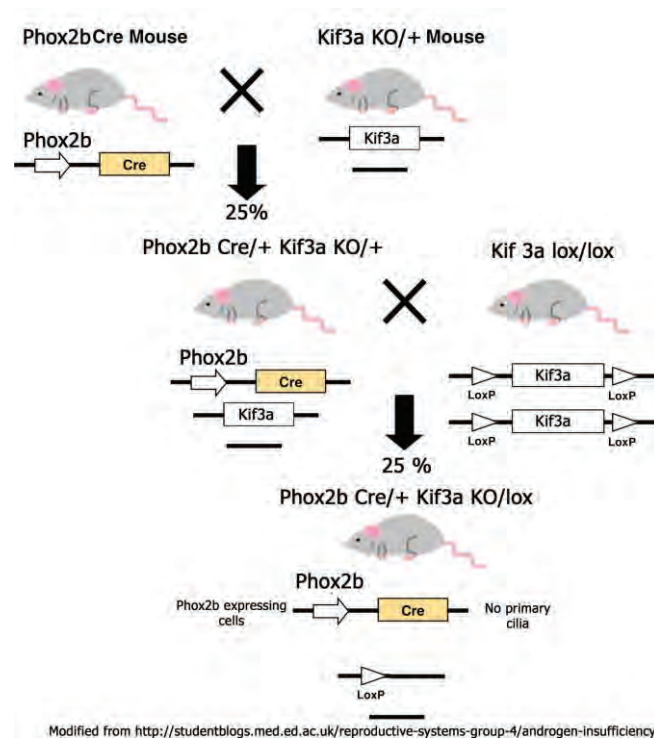 Phox2b Cre Mouse
Kif3a KO/+ Mouse
Phox2b
Cre
Kif3a
25%
Phox2b Cre/+ Kif3a KO/+
Kif 3a lox/lox
Phox2b
Cre
Kif3a
Kif3a
LoxP
LoxP
Kif3a
LoxP
LoxP
25 %
Phox2b Cre/+ Kif3a KO/lox
Phox2b
Phox2b expressing
cells
Cre
No primary
cilia
LoxP
Modified from http://studentblogs.med.ed.ac.uk/reproductive-systems-group-4/androgen-insufficiency